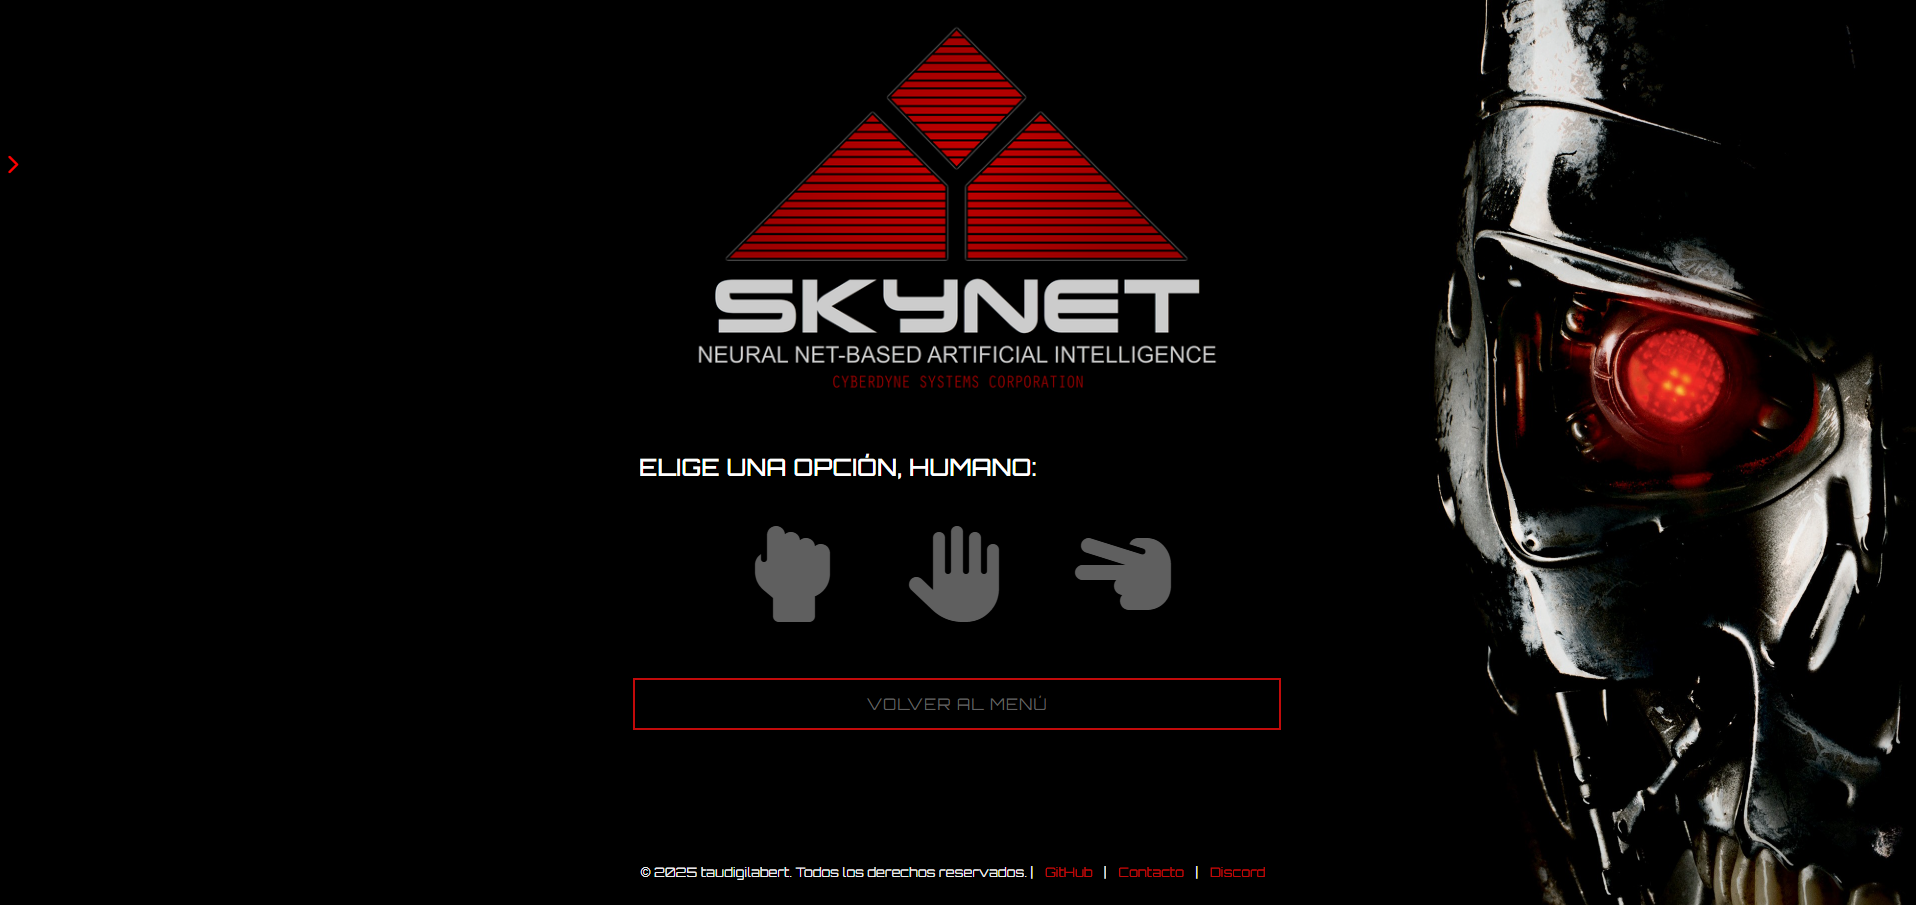 SKYNET
NEURAL NET-BASED ARTIFICIAL INTELLIGENCE
CYBERDYNE SYSTEMS CORPORATION
ELIGE UNA OPCIÓN, HUMANO:
VOLVER AL MENÚ
© 2025 taudigilabert. Todos los derechos reservados. | GitHub | Contacto | Discord